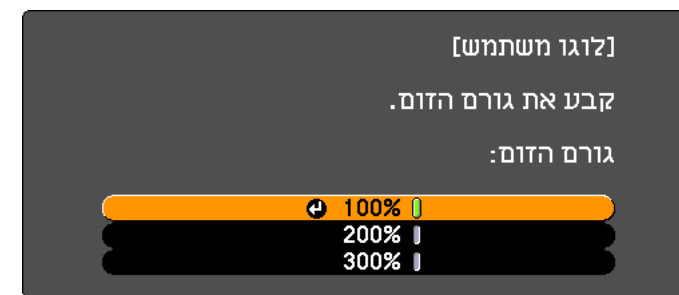 [לוגו משתמש]
קבע את גורם הזום.
גורם הזום:
100%
200%
300%